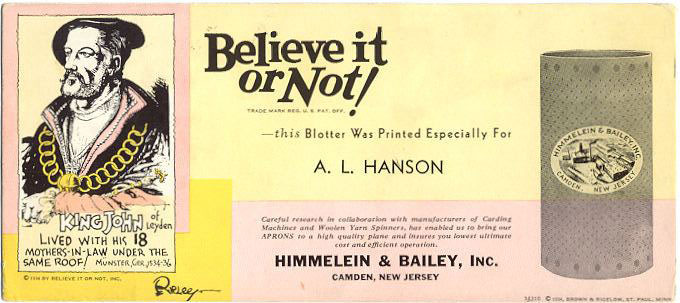 Believe it
or Not!
TRADE MARK REG. U. S. PAT. OFF.
—this Blotter Was Printed Especially For
A. L. HANSON
KING JOHN of
Leyden
LIVED WITH HIS 18
MOTHERS-IN-LAW UNDER THE
SAME ROOF! MÜNSTER, GER. 1534-36
© 1934 BY BELIEVE IT OR NOT, INC.
Ripley
Careful research in collaboration with manufacturers of Carding
Machines and Woolen Yarn Spinners, has enabled us to bring our
APRONS to a high quality plane and insures you lowest ultimate
cost and efficient operation.
HIMMELEIN & BAILEY, INC.
CAMDEN, NEW JERSEY
HIMMELEIN & BAILEY, INC.
CAMDEN, NEW JERSEY
© 1934, BROWN & BIGELOW, ST. PAUL, MINN